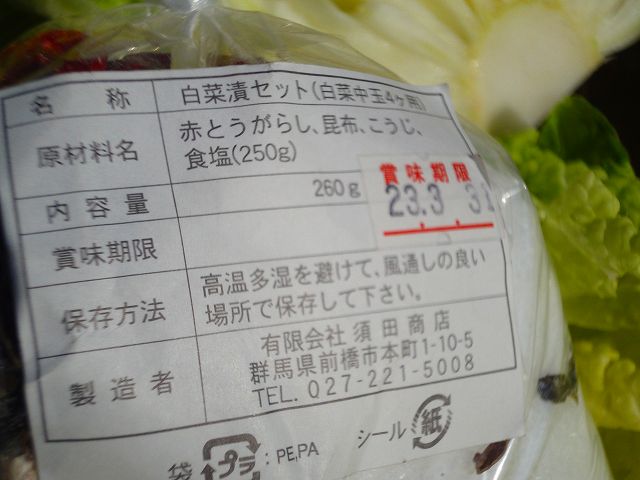 名称 白菜漬セット(白菜中玉4ヶ用)
原材料名 赤とうがらし、昆布、こうじ、
食塩(250g)
内容量 260g
賞味期限
賞味期限
23.3.31
保存方法 高温多湿を避けて、風通しの良い
場所で保存して下さい。
製造者 有限会社 須田商店
群馬県前橋市本町1-10-5
TEL. 027-221-5008
袋 プラ :PE,PA シール 紙